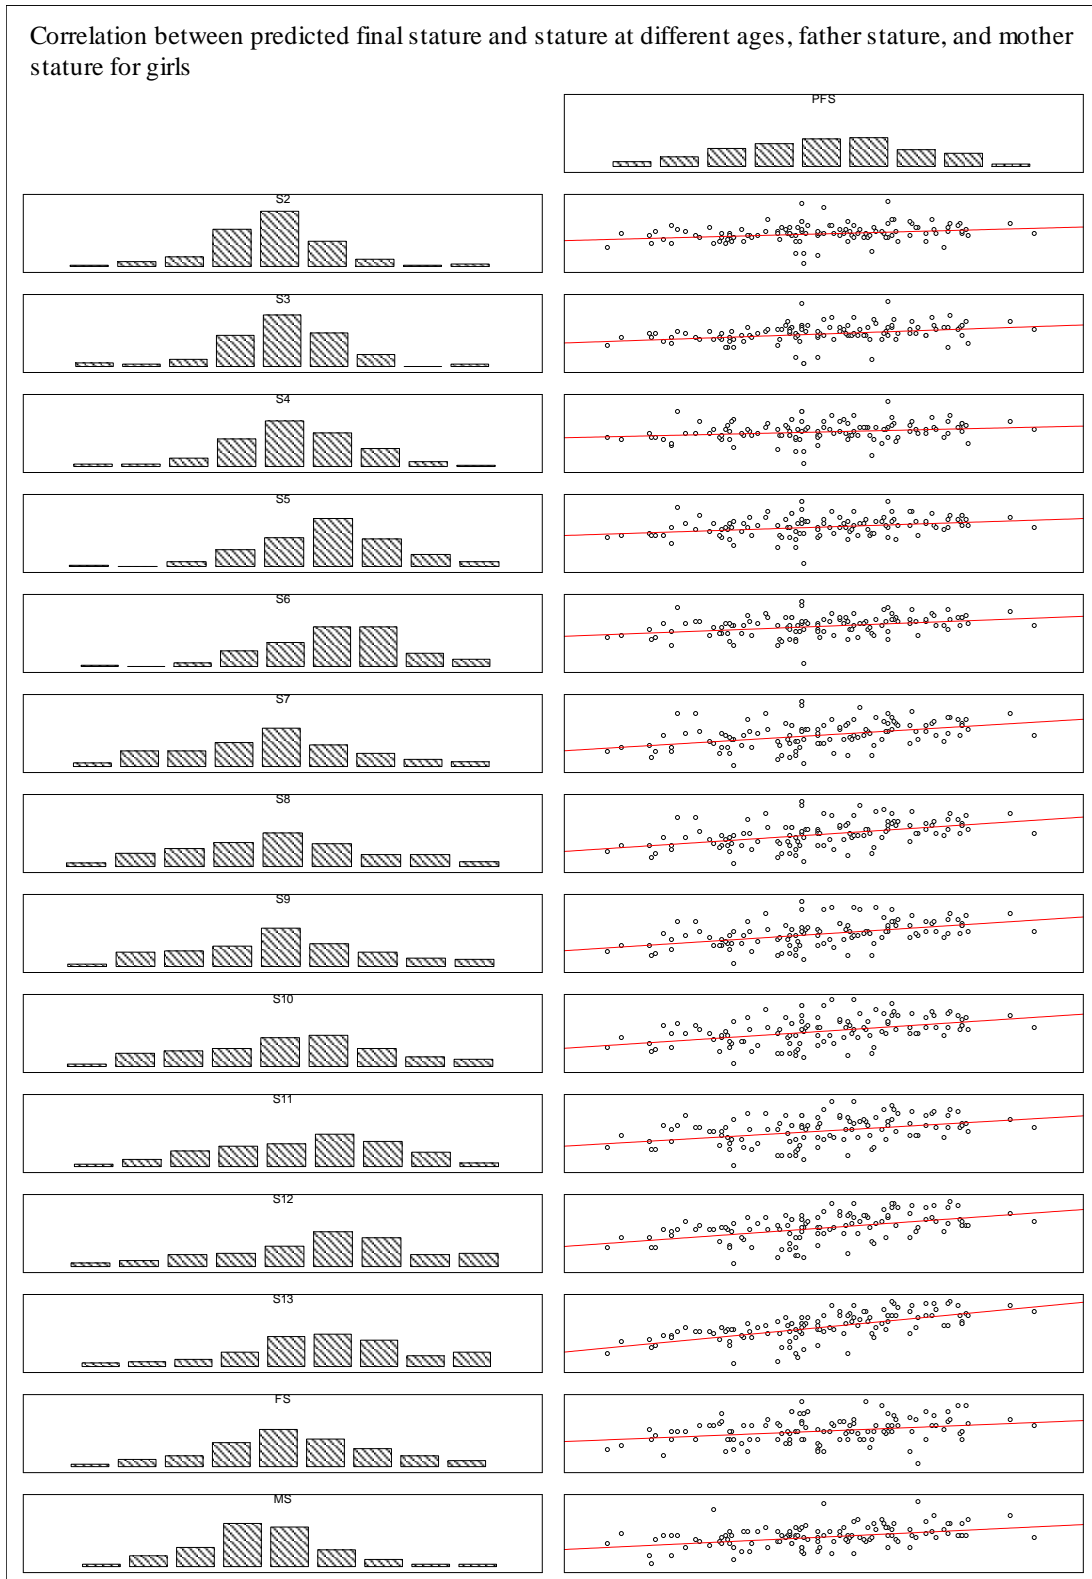 Correlation between predicted final stature and stature at different ages, father stature, and mother
stature for girls
PFS
S2
S3
S4
S5
S6
S7
S8
S9
S10
S11
S12
S13
FS
MS